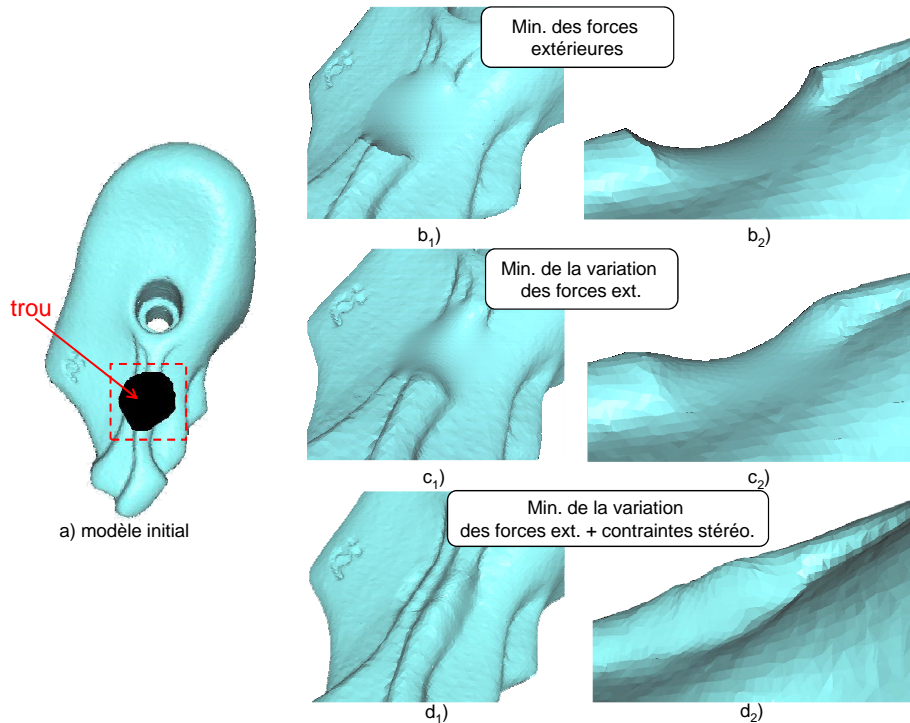 Min. des forces
extérieures
b1)
b2)
Min. de la variation
des forces ext.
trou
c1)
c2)
a) modèle initial
Min. de la variation
des forces ext. + contraintes stéréo.
d1)
d2)